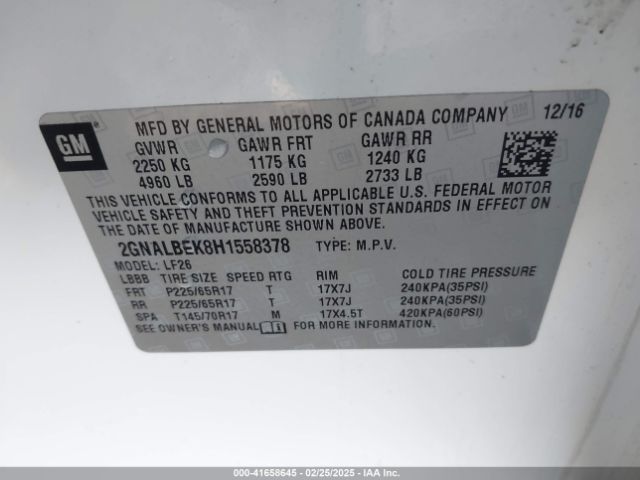 GM
MFD BY GENERAL MOTORS OF CANADA COMPANY 12/16
GVWR GAWR FRT GAWR RR
2250 KG 1175 KG 1240 KG
4960 LB 2590 LB 2733 LB
THIS VEHICLE CONFORMS TO ALL APPLICABLE U.S. FEDERAL MOTOR
VEHICLE SAFETY AND THEFT PREVENTION STANDARDS IN EFFECT ON
THE DATE OF MANUFACTURE SHOWN ABOVE.
2GNALBEK8H1558378 TYPE: M.P.V.
MODEL: LF26
LBBB TIRE SIZE SPEED RTG RIM COLD TIRE PRESSURE
FRT P225/65R17 T 17X7J 240KPA(35PSI)
RR P225/65R17 T 17X7J 240KPA(35PSI)
SPA T145/70R17 M 17X4.5T 420KPA(60PSI)
SEE OWNER'S MANUAL FOR MORE INFORMATION.
000-41658645 - 02/25/2025 - IAAI.COM